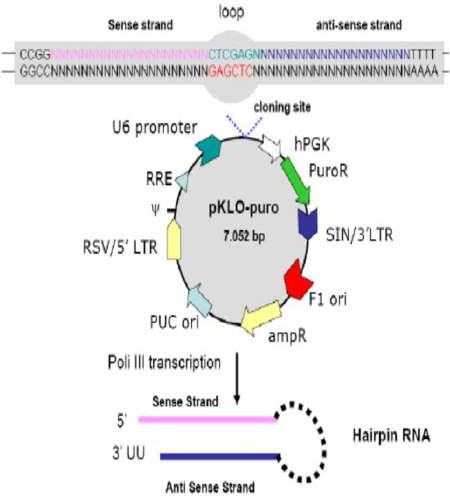 loop
Sense strand
anti-sense strand
CCGGNNNNNNNNNNNNNNNNNNNNNCTCGAGNNNNNNNNNNNNNNNNNNNNNTTTT
GGCCNNNNNNNNNNNNNNNNNNNNNGAGCTCNNNNNNNNNNNNNNNNNNNNNAAAA
cloning site
U6 promoter
hPGK
PuroR
RRE
Ψ
pKLO-puro
7.052 bp
RSV/5' LTR
SIN/3'LTR
F1 ori
PUC ori
ampR
Poli III transcription
Sense Strand
5'
Hairpin RNA
3' UU
Anti Sense Strand